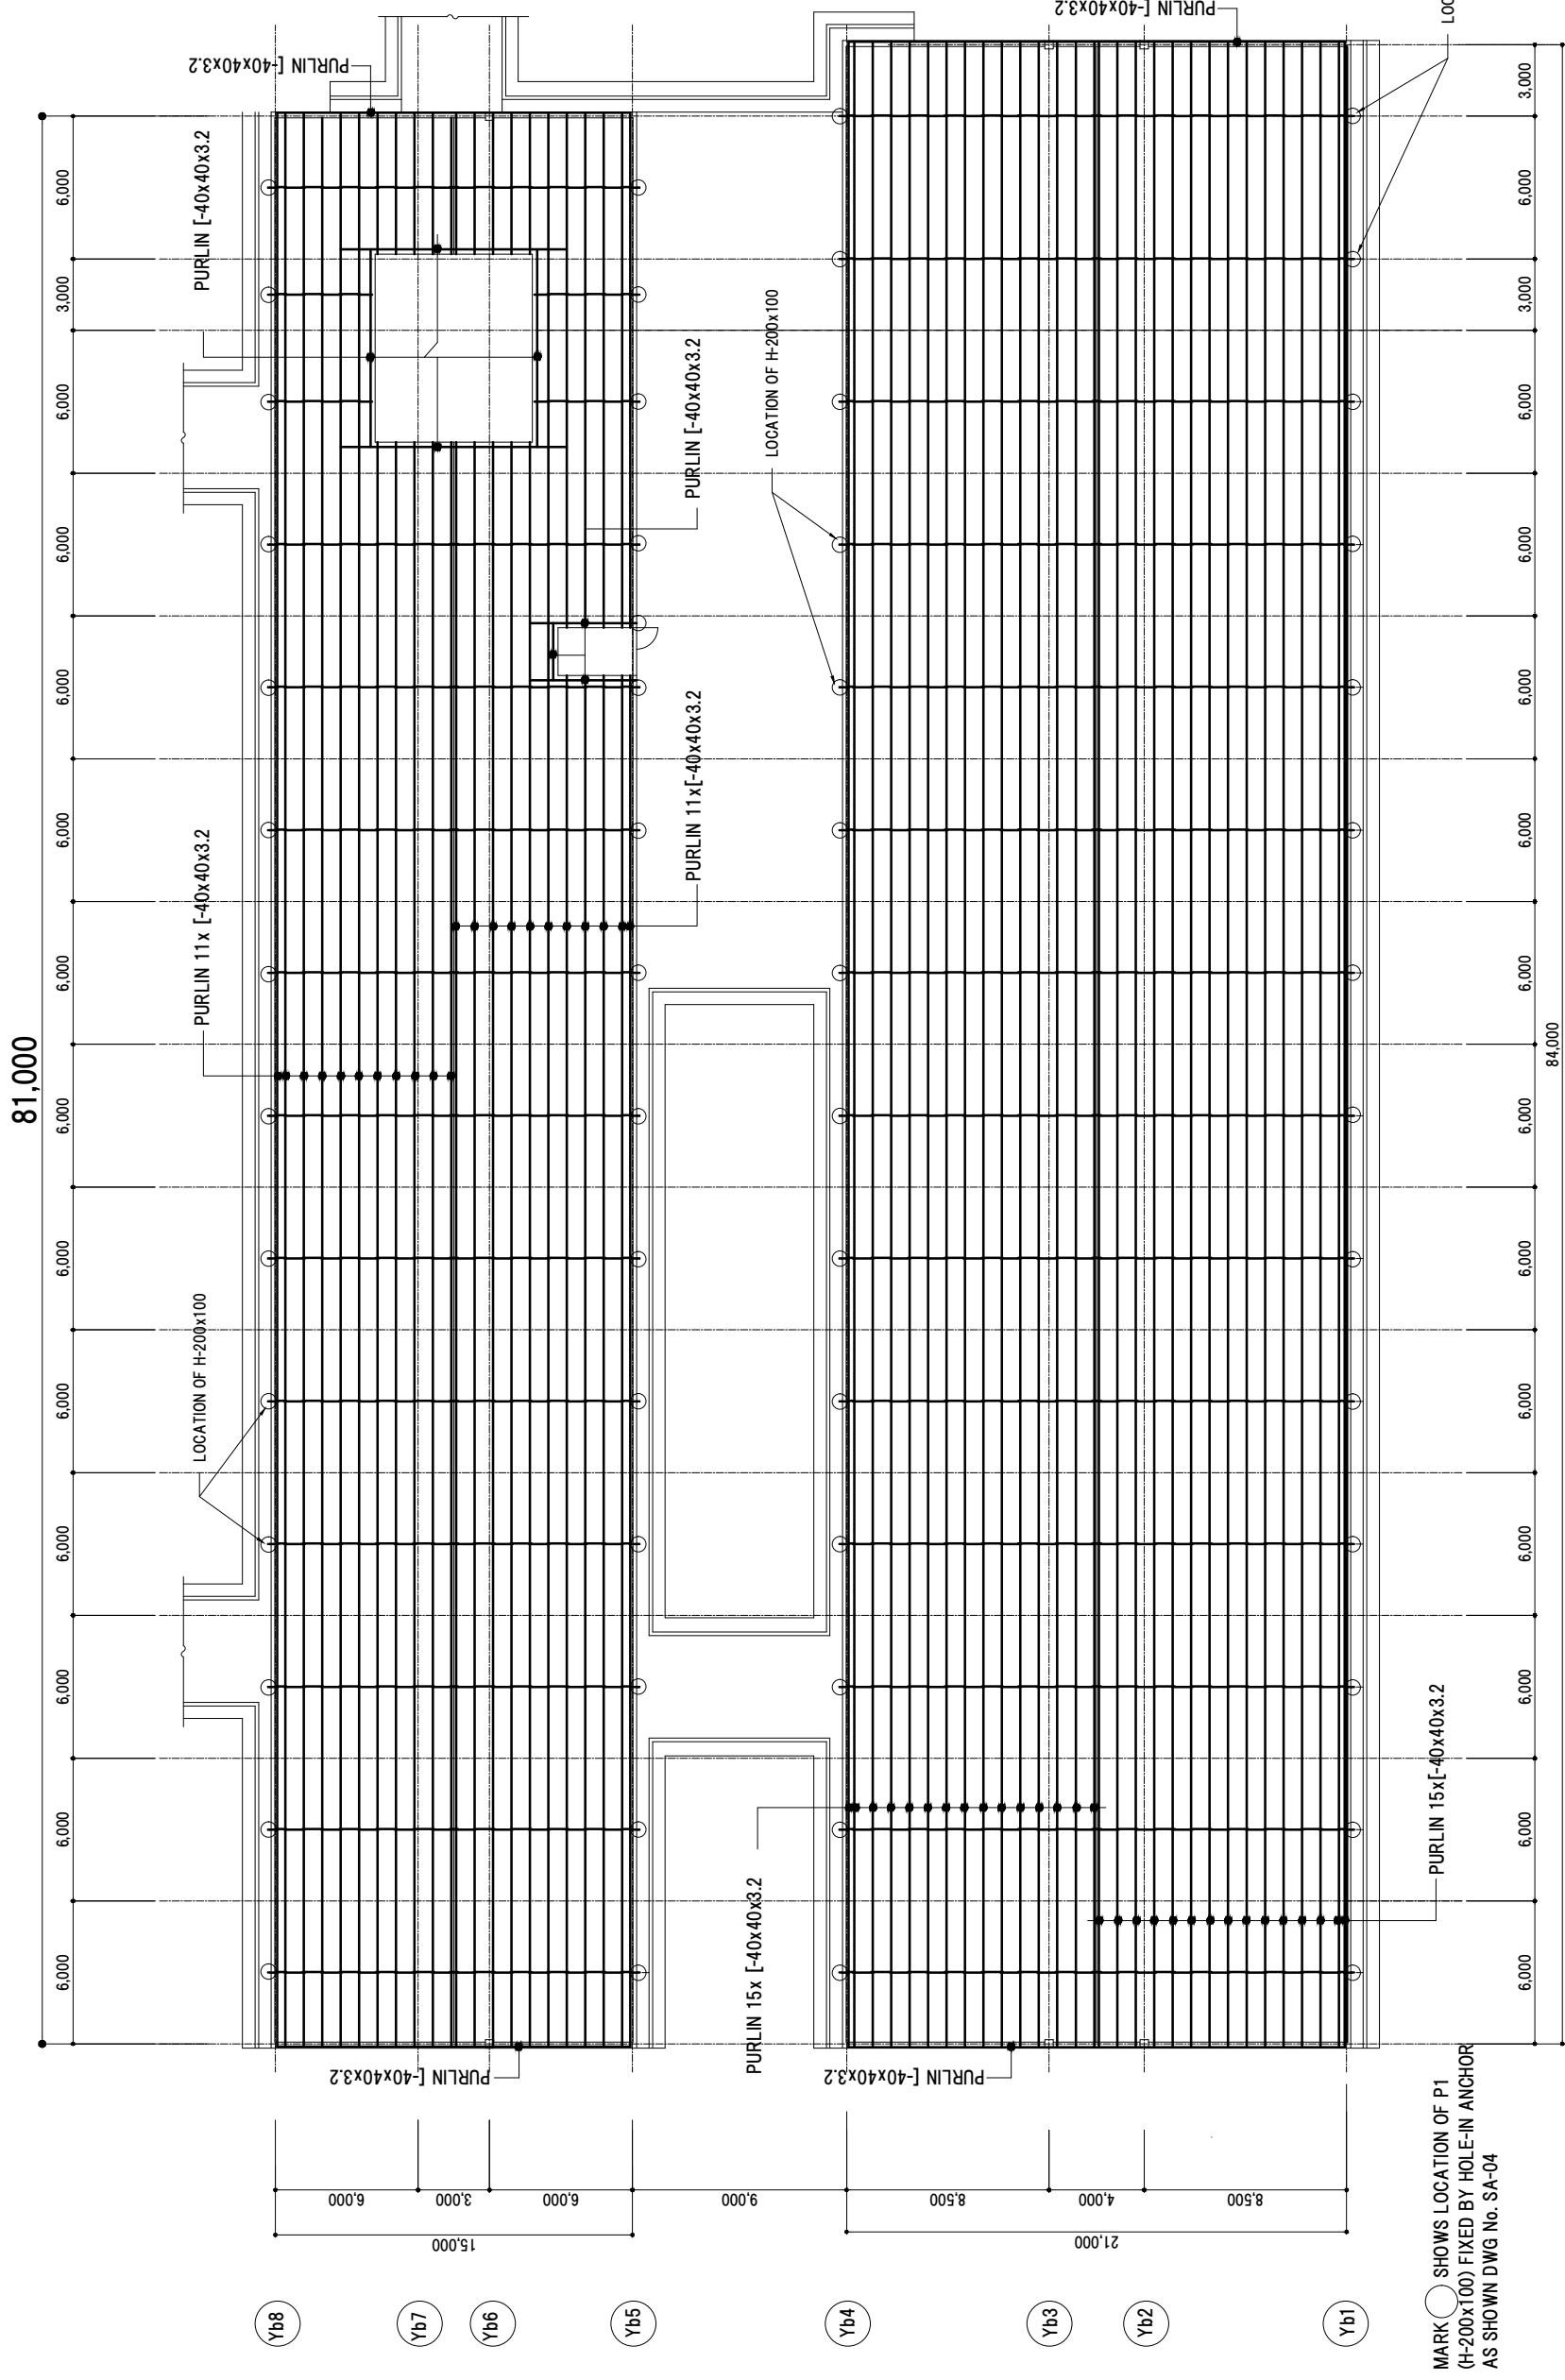 81,000
6,000
3,000
6,000
6,000
6,000
6,000
6,000
6,000
6,000
6,000
6,000
6,000
6,000
6,000
PURLIN [-40x40x3.2
PURLIN [-40x40x3.2
PURLIN [-40x40x3.2
PURLIN [-40x40x3.2
LOCATION OF H-200x100
PURLIN 11x [-40x40x3.2
PURLIN 11x[-40x40x3.2
LOCATION OF H-200x100
PURLIN 15x [-40x40x3.2
PURLIN 15x[-40x40x3.2
PURLIN [-40x40x3.2
PURLIN [-40x40x3.2
3,000
6,000
3,000
6,000
6,000
6,000
6,000
6,000
6,000
6,000
6,000
6,000
6,000
6,000
6,000
84,000
6,000
3,000
6,000
9,000
8,500
4,000
8,500
15,000
21,000
Yb8
Yb7
Yb6
Yb5
Yb4
Yb3
Yb2
Yb1
MARK SHOWS LOCATION OF P1
(H-200x100) FIXED BY HOLE-IN ANCHOR
AS SHOWN DWG No. SA-04